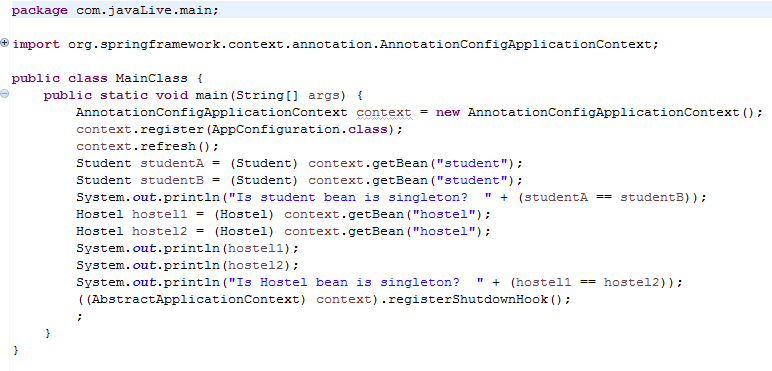 package com.javaLive.main;
import org.springframework.context.annotation.AnnotationConfigApplicationContext;
public class MainClass {
public static void main(String[] args) {
AnnotationConfigApplicationContext context = new AnnotationConfigApplicationContext();
context.register(AppConfiguration.class);
context.refresh();
Student studentA = (Student) context.getBean("student");
Student studentB = (Student) context.getBean("student");
System.out.println("Is student bean is singleton?  " + (studentA == studentB));
Hostel hostel1 = (Hostel) context.getBean("hostel");
Hostel hostel2 = (Hostel) context.getBean("hostel");
System.out.println(hostel1);
System.out.println(hostel2);
System.out.println("Is Hostel bean is singleton?  " + (hostel1 == hostel2));
((AbstractApplicationContext) context).registerShutdownHook();
;
}
}